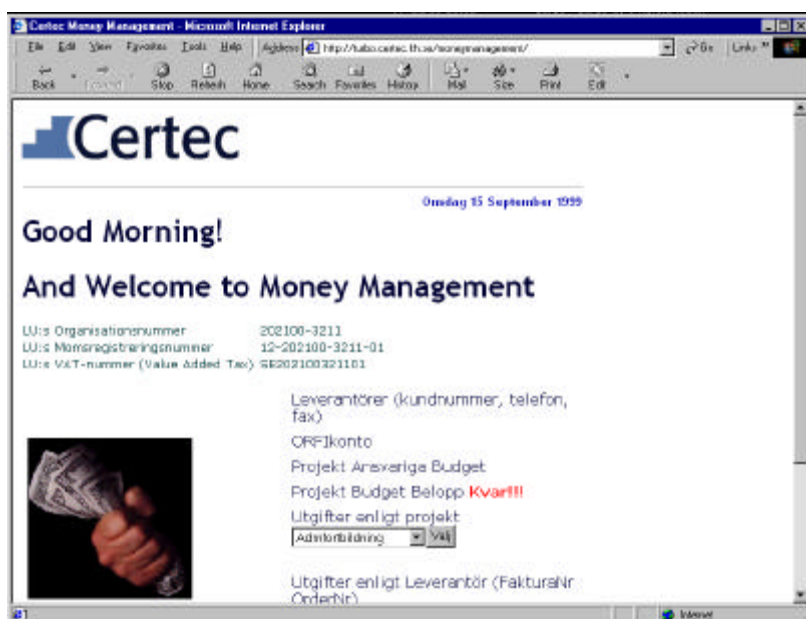 Certec Money Management - Microsoft Internet Explorer
File Edit View Favorites Tools Help Address http://turbo.certec.lth.se/moneymanagement/ Go Links »
Back Forward Stop Refresh Home Search Favorites History Mail Size Print Edit
Certec
Onsdag 15 September 1999
Good Morning!
And Welcome to Money Management
LU:s Organisationsnummer 202100-3211
LU:s Momsregistreringsnummer 12-202100-3211-01
LU:s VAT-nummer (Value Added Tax) SE202100321101
Leverantörer (kundnummer, telefon,
fax)
ORFIkonto
Projekt Ansvariga Budget
Projekt Budget Belopp Kvar!!!
Utgifter enligt projekt
Admfortbildning Välj
Utgifter enligt Leverantör (FakturaNr
OrderNr)
Internet